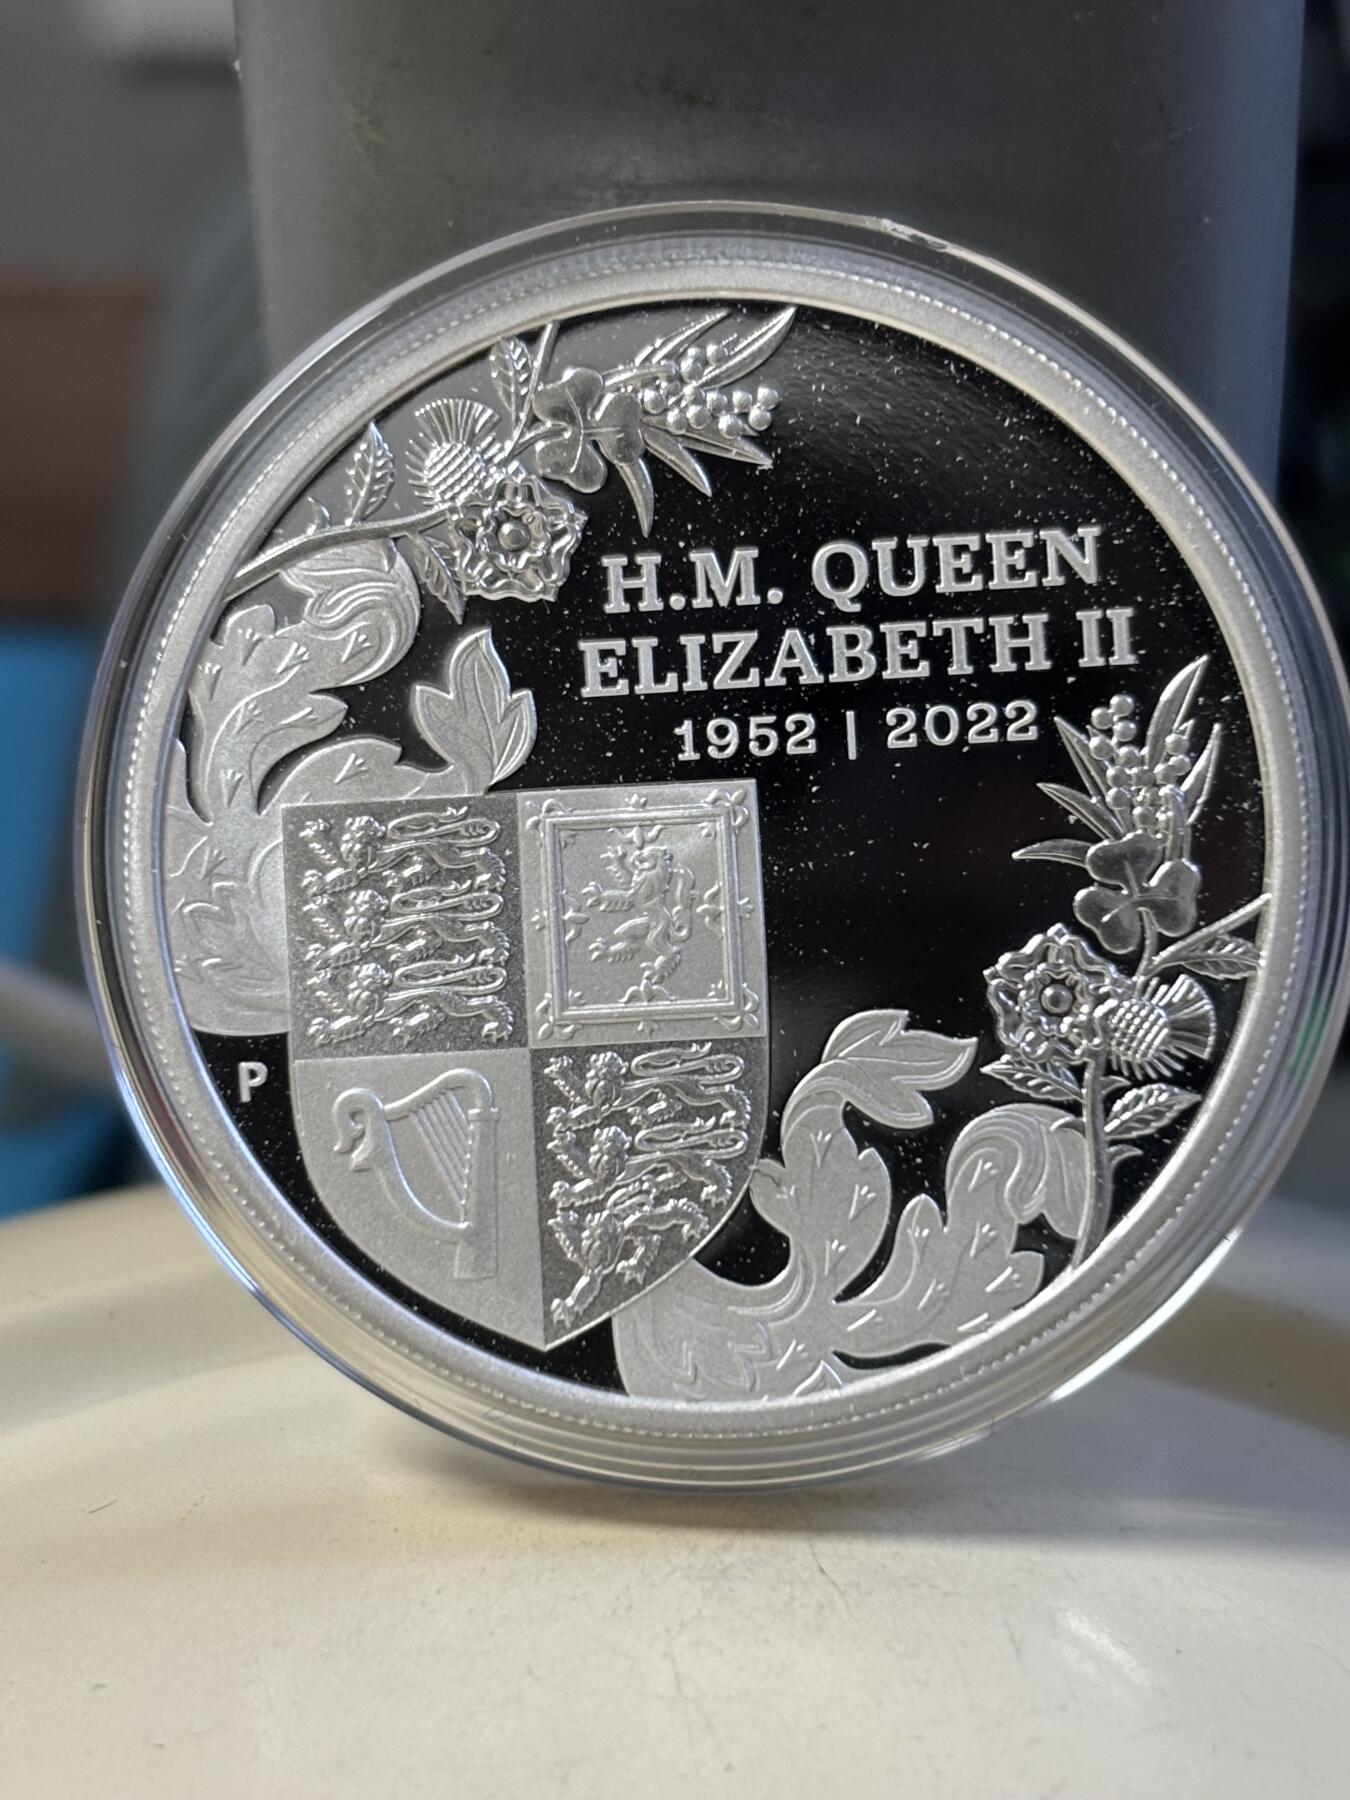 H.M. QUEEN
ELIZABETH II
1952 | 2022
P